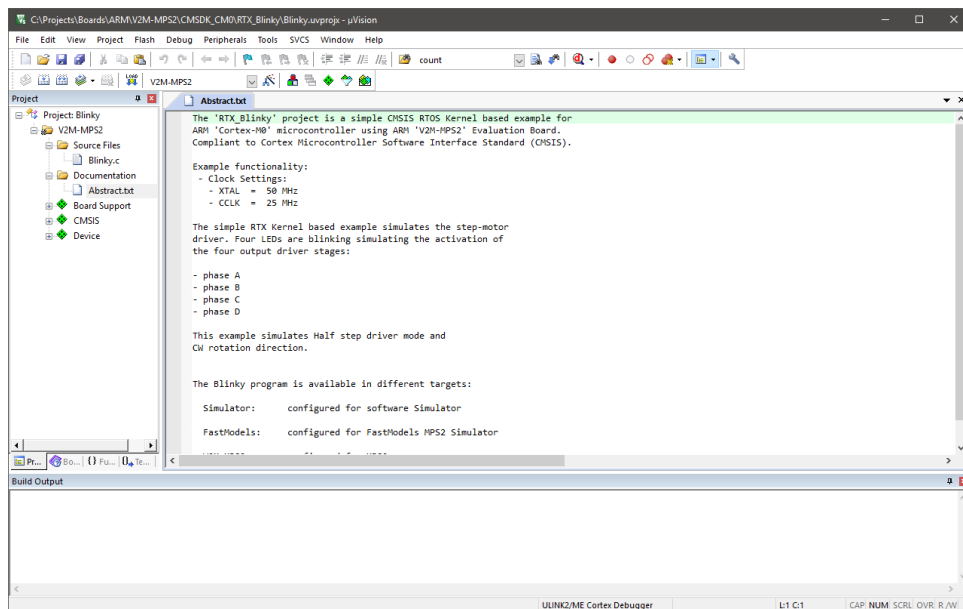 C:\Projects\Boards\ARM\V2M-MPS2\CMSDK_CM0\RTX_Blinky\Blinky.uvprojx - µVision
File Edit View Project Flash Debug Peripherals Tools SVCS Window Help
count
LOAD V2M-MPS2
Project
Abstract.txt
Project: Blinky
V2M-MPS2
Source Files
Blinky.c
Documentation
Abstract.txt
Board Support
CMSIS
Device
The 'RTX_Blinky' project is a simple CMSIS RTOS Kernel based example for
ARM 'Cortex-M0' microcontroller using ARM 'V2M-MPS2' Evaluation Board.
Compliant to Cortex Microcontroller Software Interface Standard (CMSIS).
Example functionality:
- Clock Settings:
- XTAL = 50 MHz
- CCLK = 25 MHz
The simple RTX Kernel based example simulates the step-motor
driver. Four LEDs are blinking simulating the activation of
the four output driver stages:
- phase A
- phase B
- phase C
- phase D
This example simulates Half step driver mode and
CW rotation direction.
The Blinky program is available in different targets:
Simulator: configured for software Simulator
FastModels: configured for FastModels MPS2 Simulator
Pr... Bo... {} Fu... 0 Te...
Build Output
ULINK2/ME Cortex Debugger L:1 C:1 CAP NUM SCRL OVR R/W